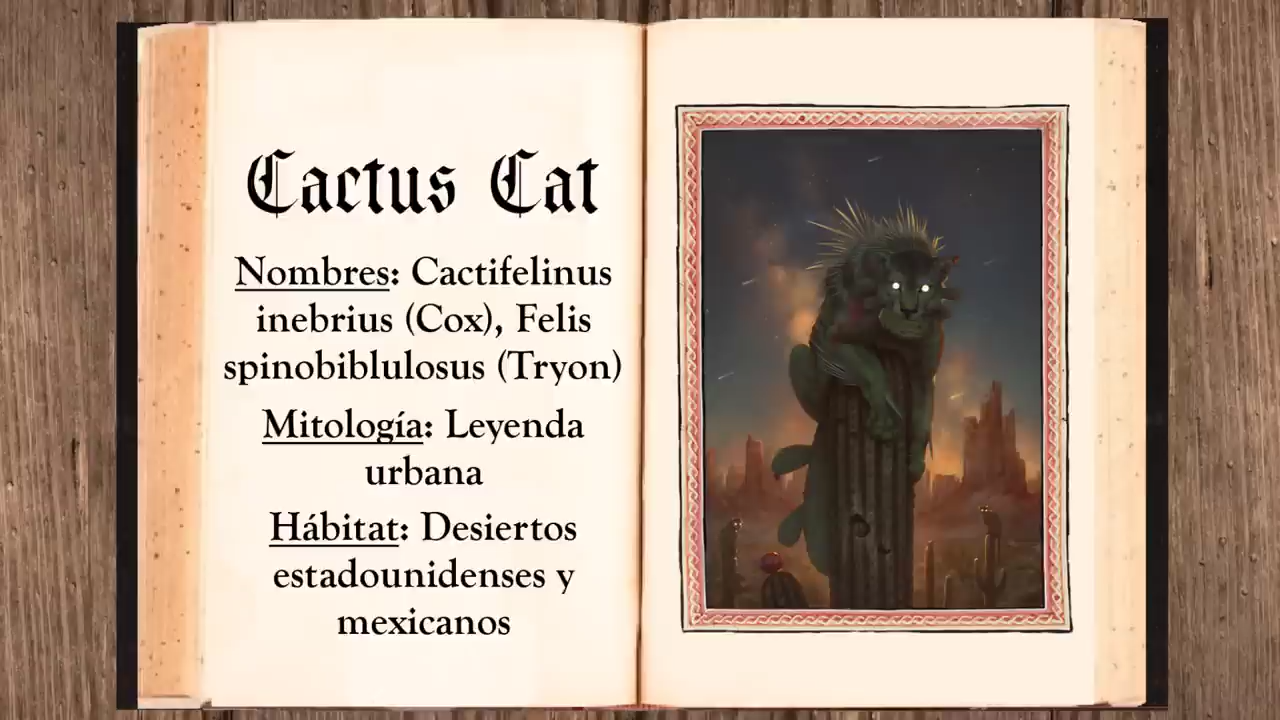 Cactus Cat
Nombres: Cactifelinus
inebrius (Cox), Felis
spinobiblulosus (Tryon)
Mitología: Leyenda
urbana
Hábitat: Desiertos
estadounidenses y
mexicanos